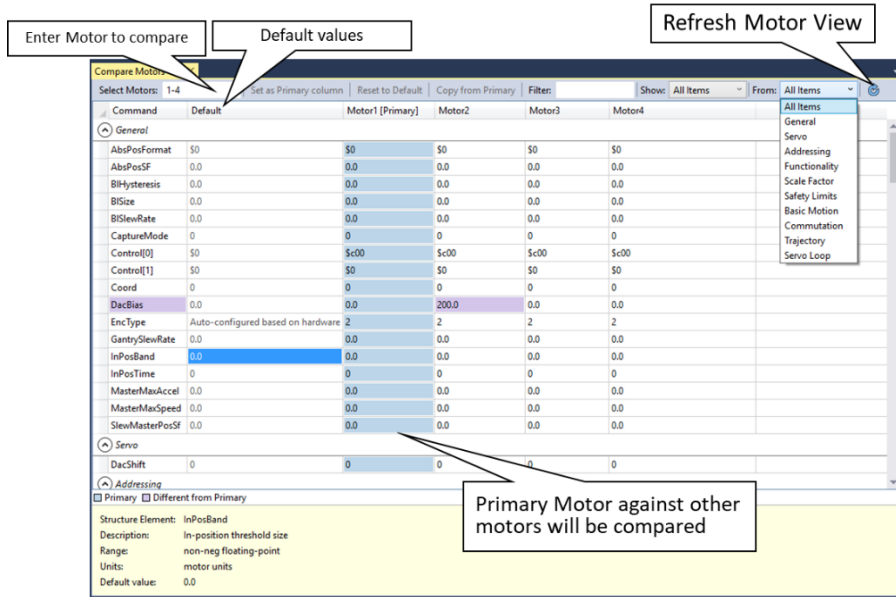 Refresh Motor View
Enter Motor to compare
Default values
Compare Motors
Select Motors: 1-4 Set as Primary column Reset to Default Copy from Primary Filter: Show: All Items From: All Items
Command Default Motor1 [Primary] Motor2 Motor3 Motor4
All Items
General
Servo
Addressing
Functionality
Scale Factor
Safety Limits
Basic Motion
Commutation
Trajectory
Servo Loop
General
AbsPosFormat $0 $0 $0 $0 $0
AbsPosSF 0.0 0.0 0.0 0.0 0.0
BlHysteresis 0.0 0.0 0.0 0.0 0.0
BlSize 0.0 0.0 0.0 0.0 0.0
BlSlewRate 0.0 0.0 0.0 0.0 0.0
CaptureMode 0 0 0 0 0
Control[0] $0 $c00 $c00 $c00 $c00
Control[1] $0 $0 $0 $0 $0
Coord 0 0 0 0 0
DacBias 0.0 0.0 200.0 0.0 0.0
EncType Auto-configured based on hardware 2 2 2 2
GantrySlewRate 0.0 0.0 0.0 0.0 0.0
InPosBand 0.0 0.0 0.0 0.0 0.0
InPosTime 0 0 0 0 0
MasterMaxAccel 0.0 0.0 0.0 0.0 0.0
MasterMaxSpeed 0.0 0.0 0.0 0.0 0.0
SlewMasterPosSf 0.0 0.0 0.0 0.0 0.0
Servo
DacShift 0 0 0 0 0
Addressing
Primary Different from Primary
Primary Motor against other
motors will be compared
Structure Element: InPosBand
Description: In-position threshold size
Range: non-neg floating-point
Units: motor units
Default value: 0.0